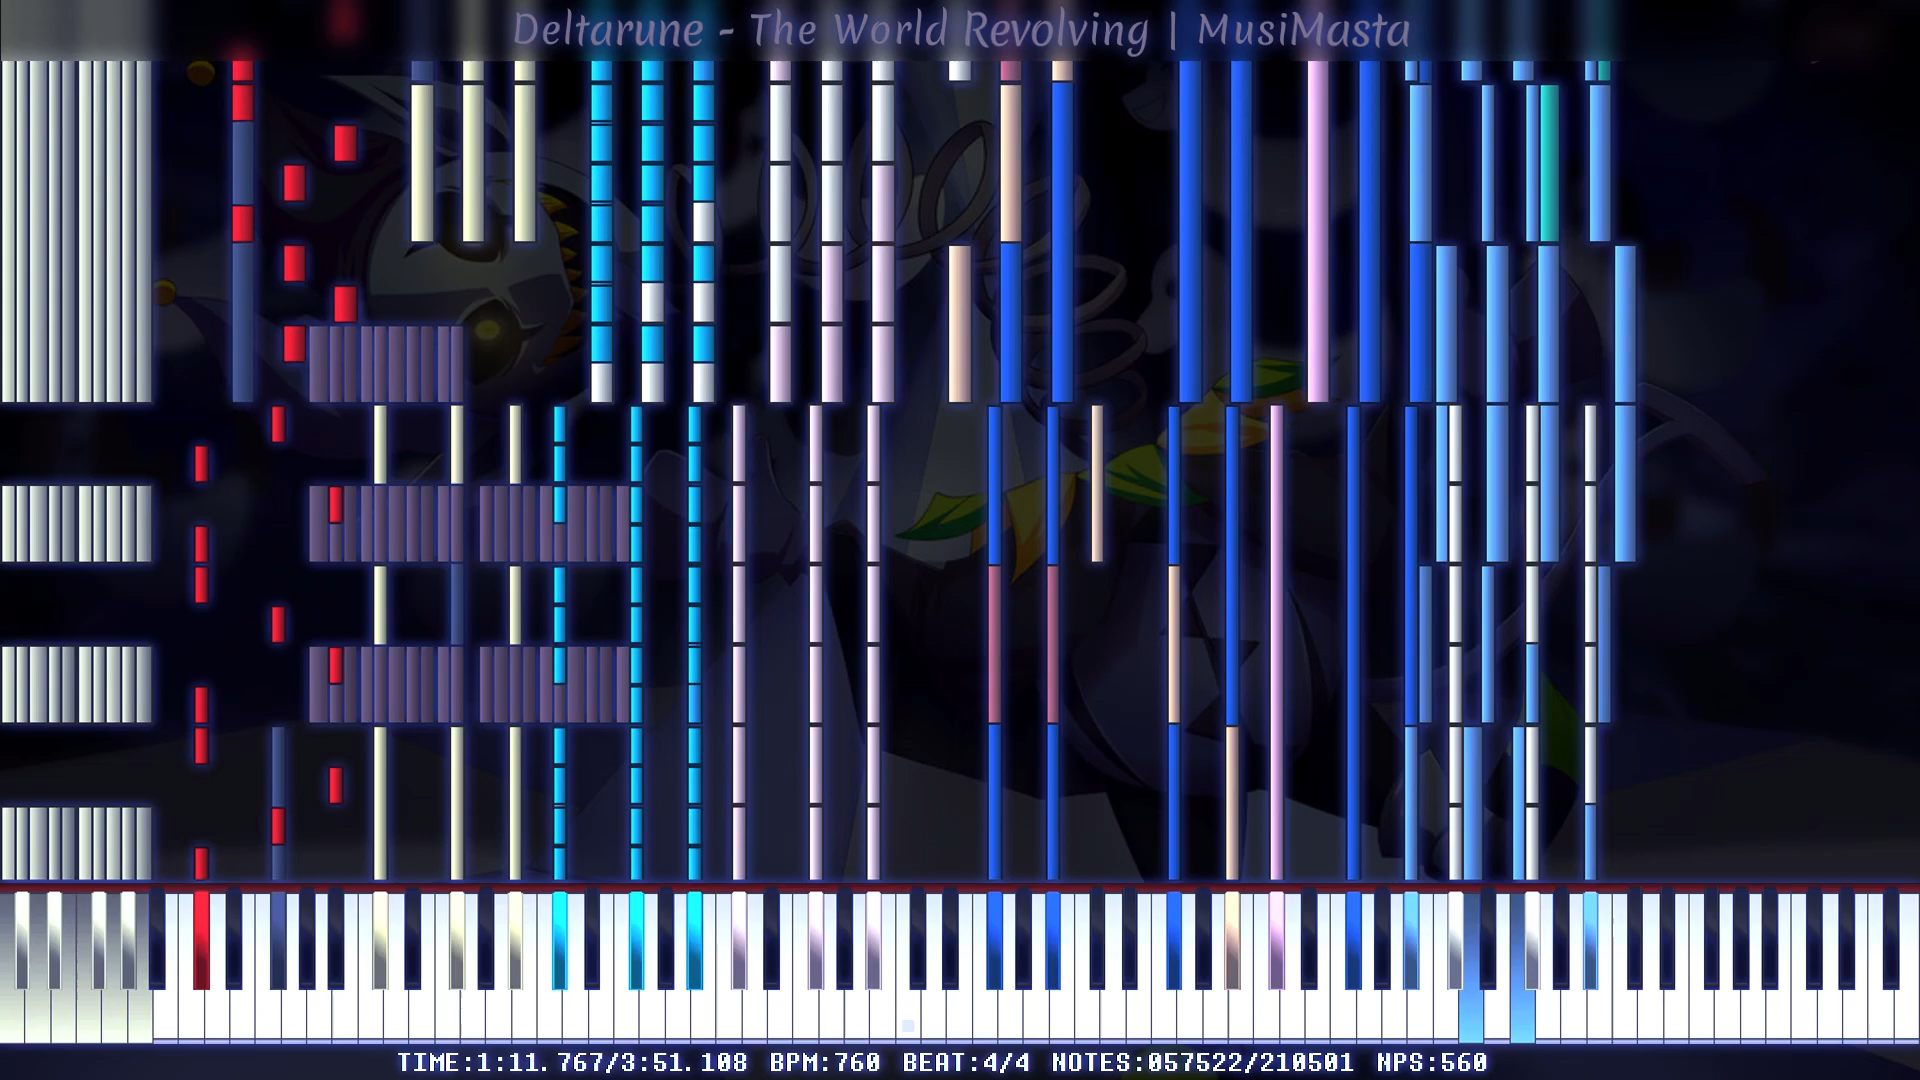 Deltarune - The World Revolving | MusiMasta
TIME:1:11.767/3:51.108 BPM:760 BEAT:4/4 NOTES:057522/210501 NPS:560